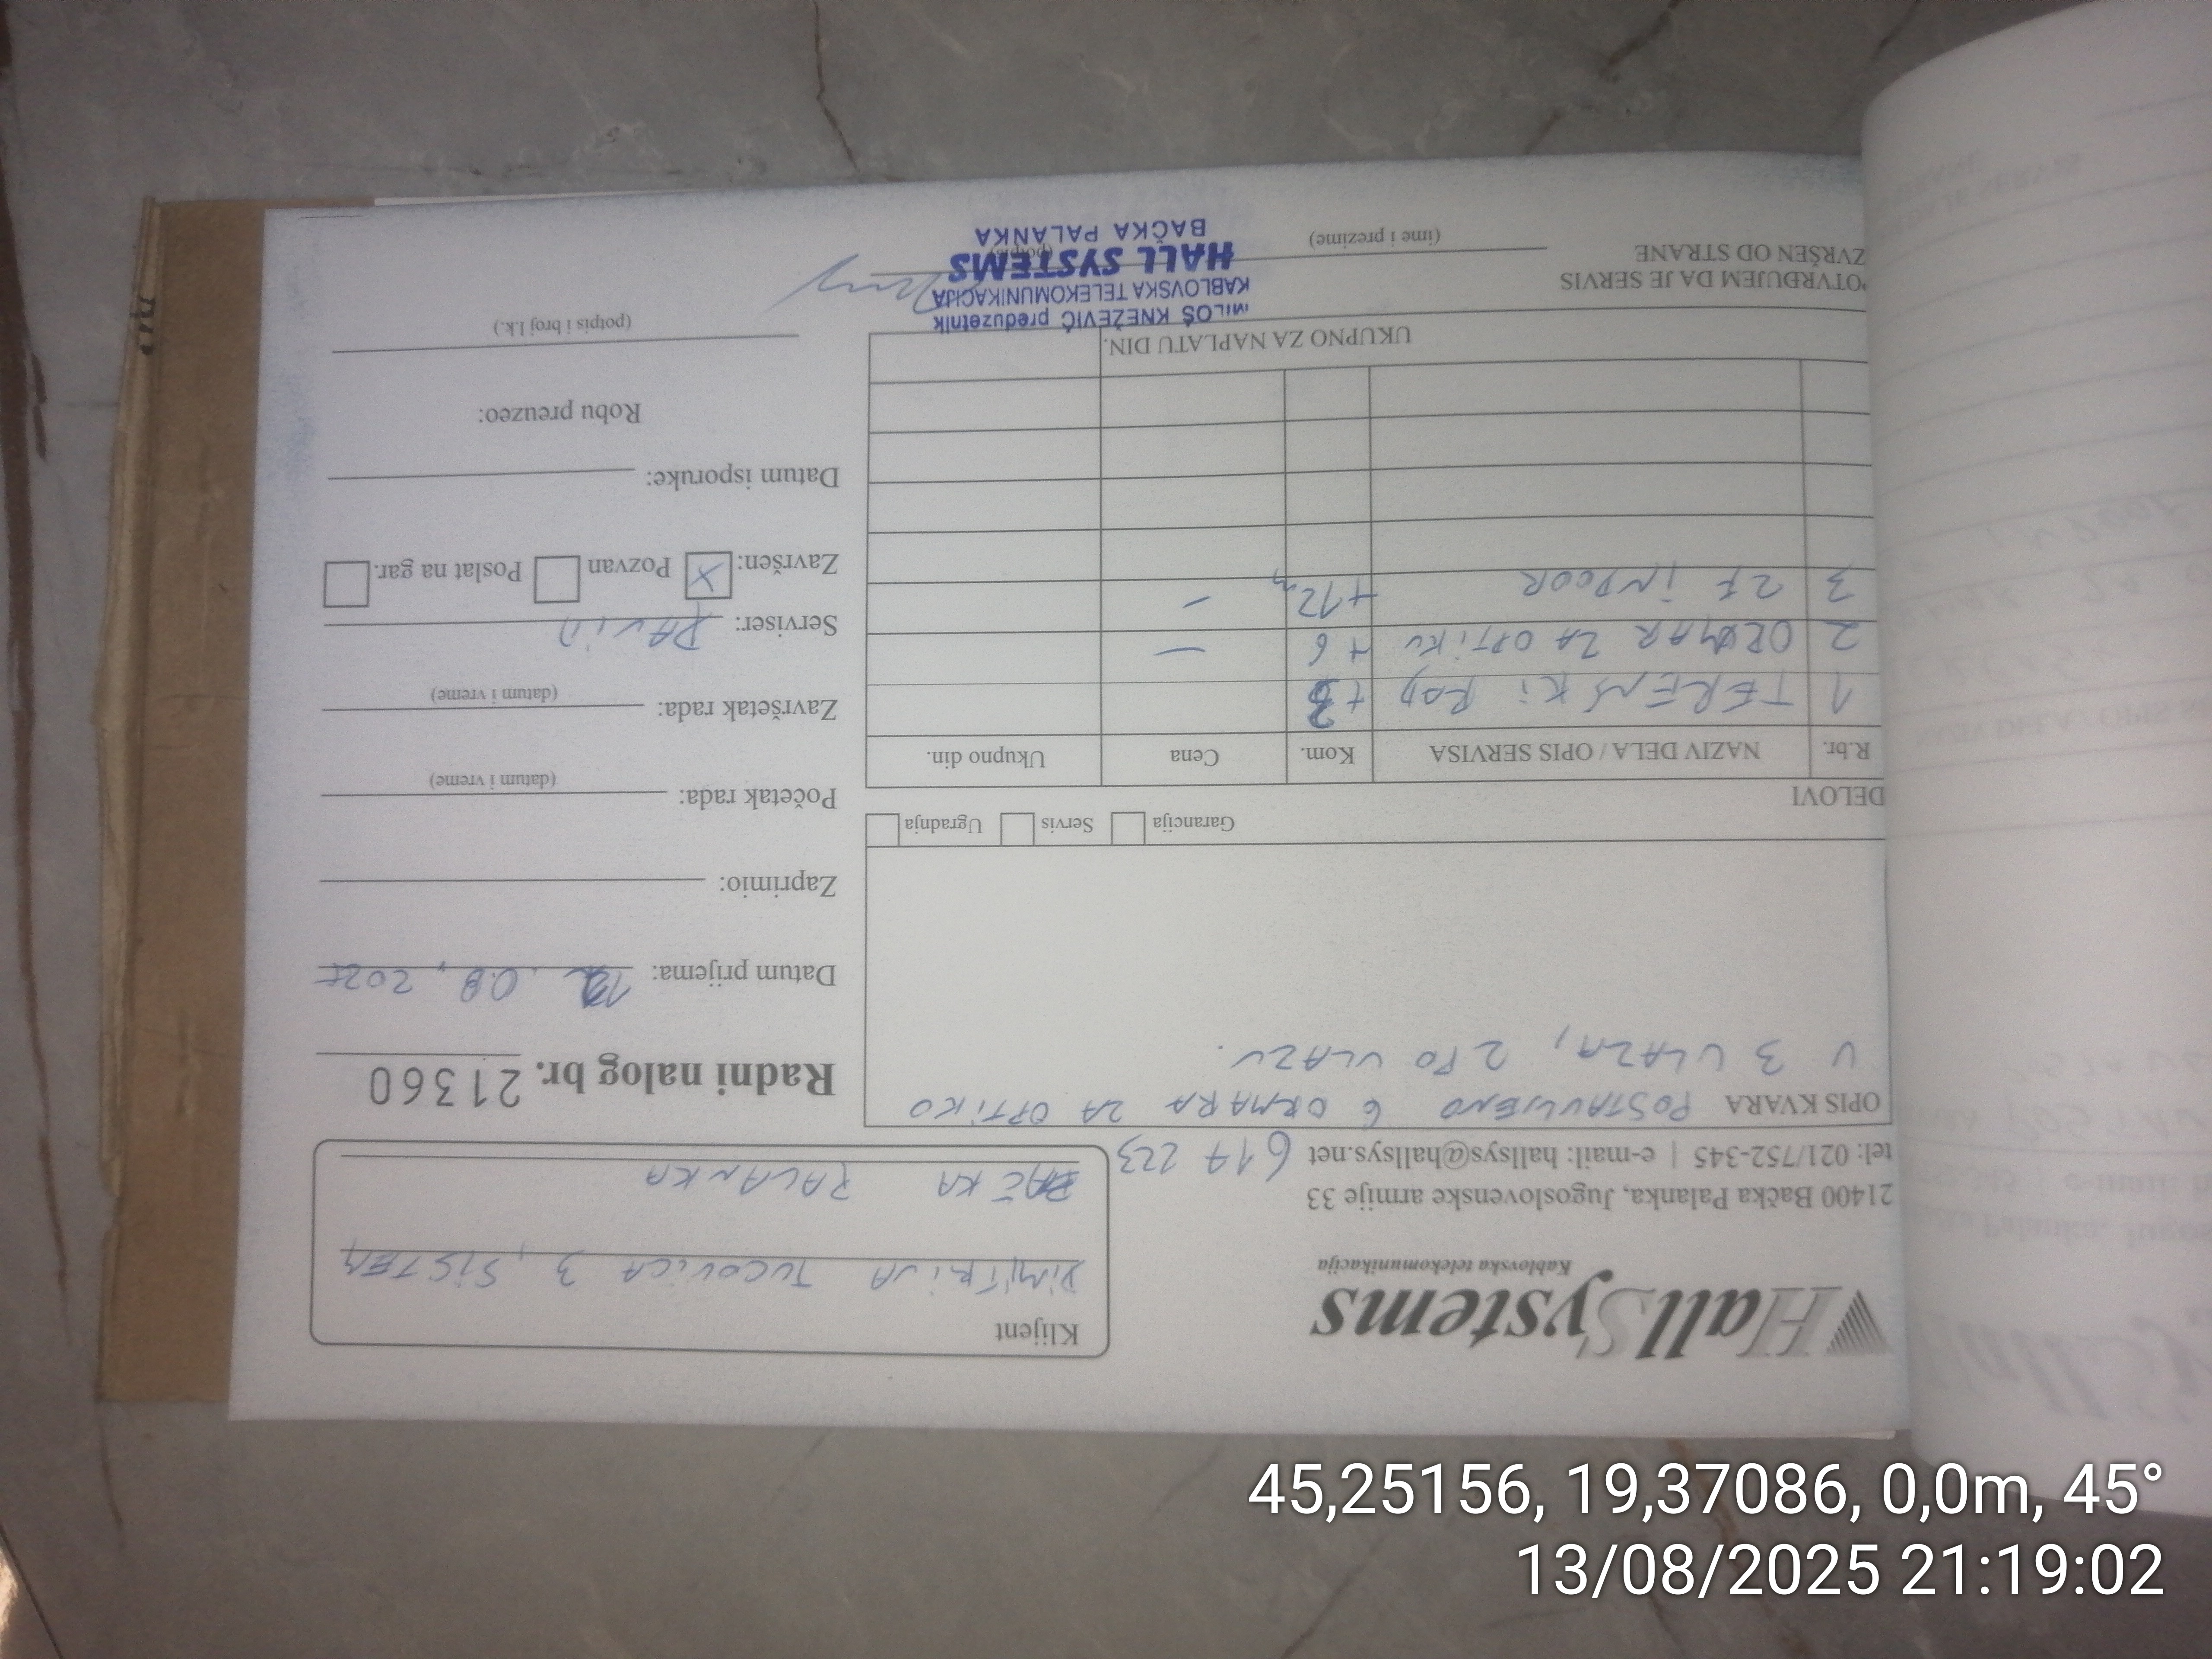 HallSystems
Kablovska telekomunikacija
21400 Bačka Palanka, Jugoslovenske armije 33
tel: 021/752-345 | e-mail: hallsys@hallsys.net
617 223
Klijent
DIMITRIJA TUCOVIĆA 3, SISTEM
BAČKA PALANKA
OPIS KVARA POSTAVLJENO 6 ORMARA ZA OPTIKO
U 3 ULAZA, 2 PO ULAZU.
Garancija Servis Ugradnja
DELOVI
R.br. NAZIV DELA / OPIS SERVISA Kom. Cena Ukupno din.
1 TERENSKI RAD
2 ORMAR ZA OPTIKU +6 —
3 2F INDOOR +12m —
UKUPNO ZA NAPLATU DIN.
OTVRĐUJEM DA JE SERVIS
ZVRŠEN OD STRANE
(ime i prezime)
(potpis)
MILOŠ KNEŽEVIĆ preduzetnik
KABLOVSKA TELEKOMUNIKACIJA
HALL SYSTEMS
BAČKA PALANKA
Radni nalog br. 21360
Datum prijema: 12. 08, 2025
Zaprimio:
Početak rada:
(datum i vreme)
Završetak rada:
(datum i vreme)
Serviser: DAVID
Završen: X Pozvan Poslat na gar.
Datum isporuke:
Robu preuzeo:
(potpis i broj l.k.)
45,25156, 19,37086, 0,0m, 45°
13/08/2025 21:19:02